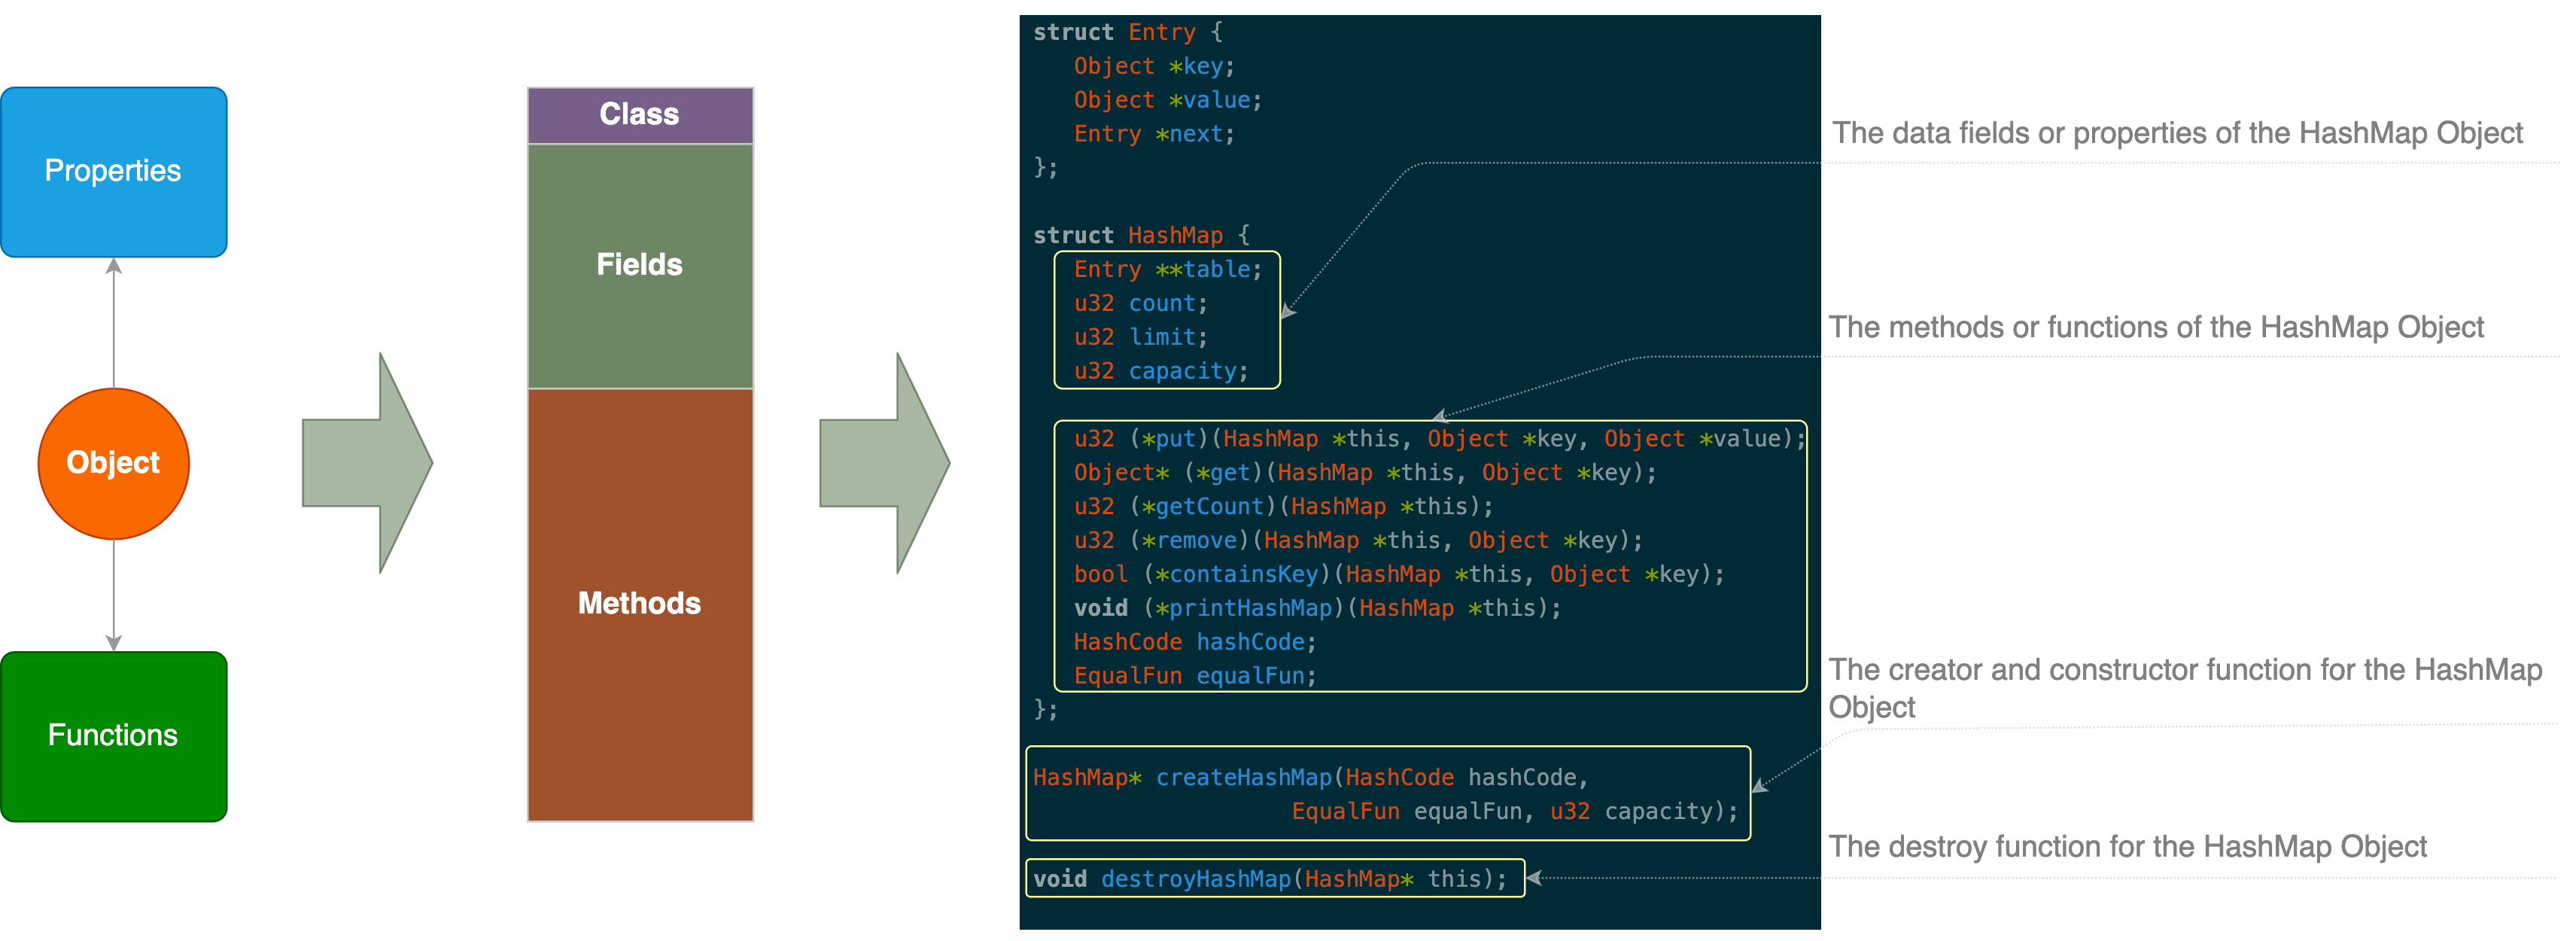 Properties
Object
Functions
Class
Fields
Methods
struct Entry {
   Object *key;
   Object *value;
   Entry *next;
};
struct HashMap {
   Entry **table;
   u32 count;
   u32 limit;
   u32 capacity;
   u32 (*put)(HashMap *this, Object *key, Object *value);
   Object* (*get)(HashMap *this, Object *key);
   u32 (*getCount)(HashMap *this);
   u32 (*remove)(HashMap *this, Object *key);
   bool (*containsKey)(HashMap *this, Object *key);
   void (*printHashMap)(HashMap *this);
   HashCode hashCode;
   EqualFun equalFun;
};
HashMap* createHashMap(HashCode hashCode,
                   EqualFun equalFun, u32 capacity);
void destroyHashMap(HashMap* this);
The data fields or properties of the HashMap Object
The methods or functions of the HashMap Object
The creator and constructor function for the HashMap
Object
The destroy function for the HashMap Object